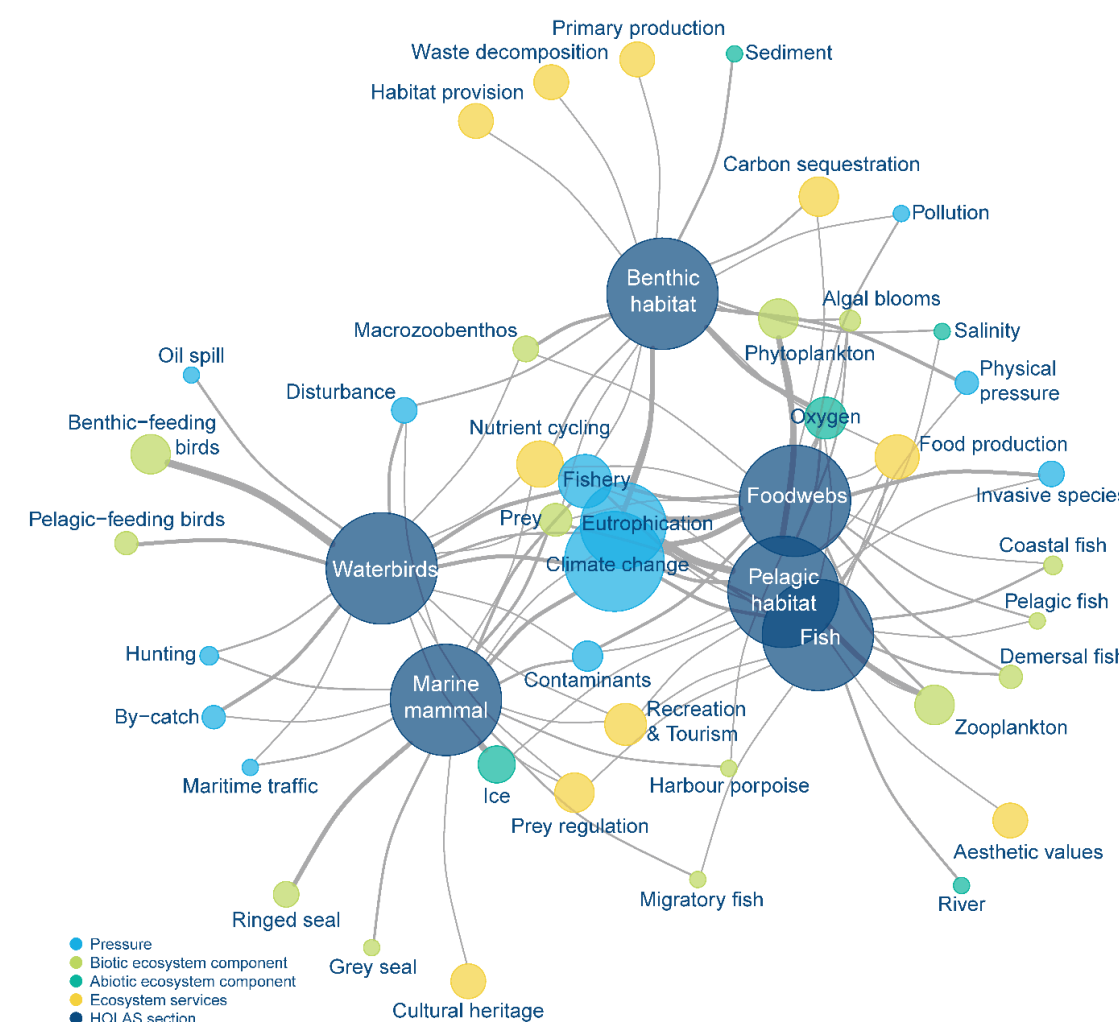 Primary production
Waste decomposition
Sediment
Habitat provision
Carbon sequestration
Pollution
Benthic
habitat
Algal blooms
Macrozoobenthos
Salinity
Phytoplankton
Oil spill
Physical
pressure
Disturbance
Oxygen
Benthic−feeding
birds
Nutrient cycling
Food production
Fishery
Foodwebs
Invasive species
Pelagic−feeding birds
Prey
Eutrophication
Coastal fish
Waterbirds
Climate change
Pelagic
habitat
Pelagic fish
Fish
Hunting
Demersal fish
Contaminants
Marine
mammal
Recreation
& Tourism
By−catch
Zooplankton
Maritime traffic
Ice
Harbour porpoise
Prey regulation
Aesthetic values
Migratory fish
River
Ringed seal
Grey seal
Cultural heritage
Pressure
Biotic ecosystem component
Abiotic ecosystem component
Ecosystem services
HOLAS section